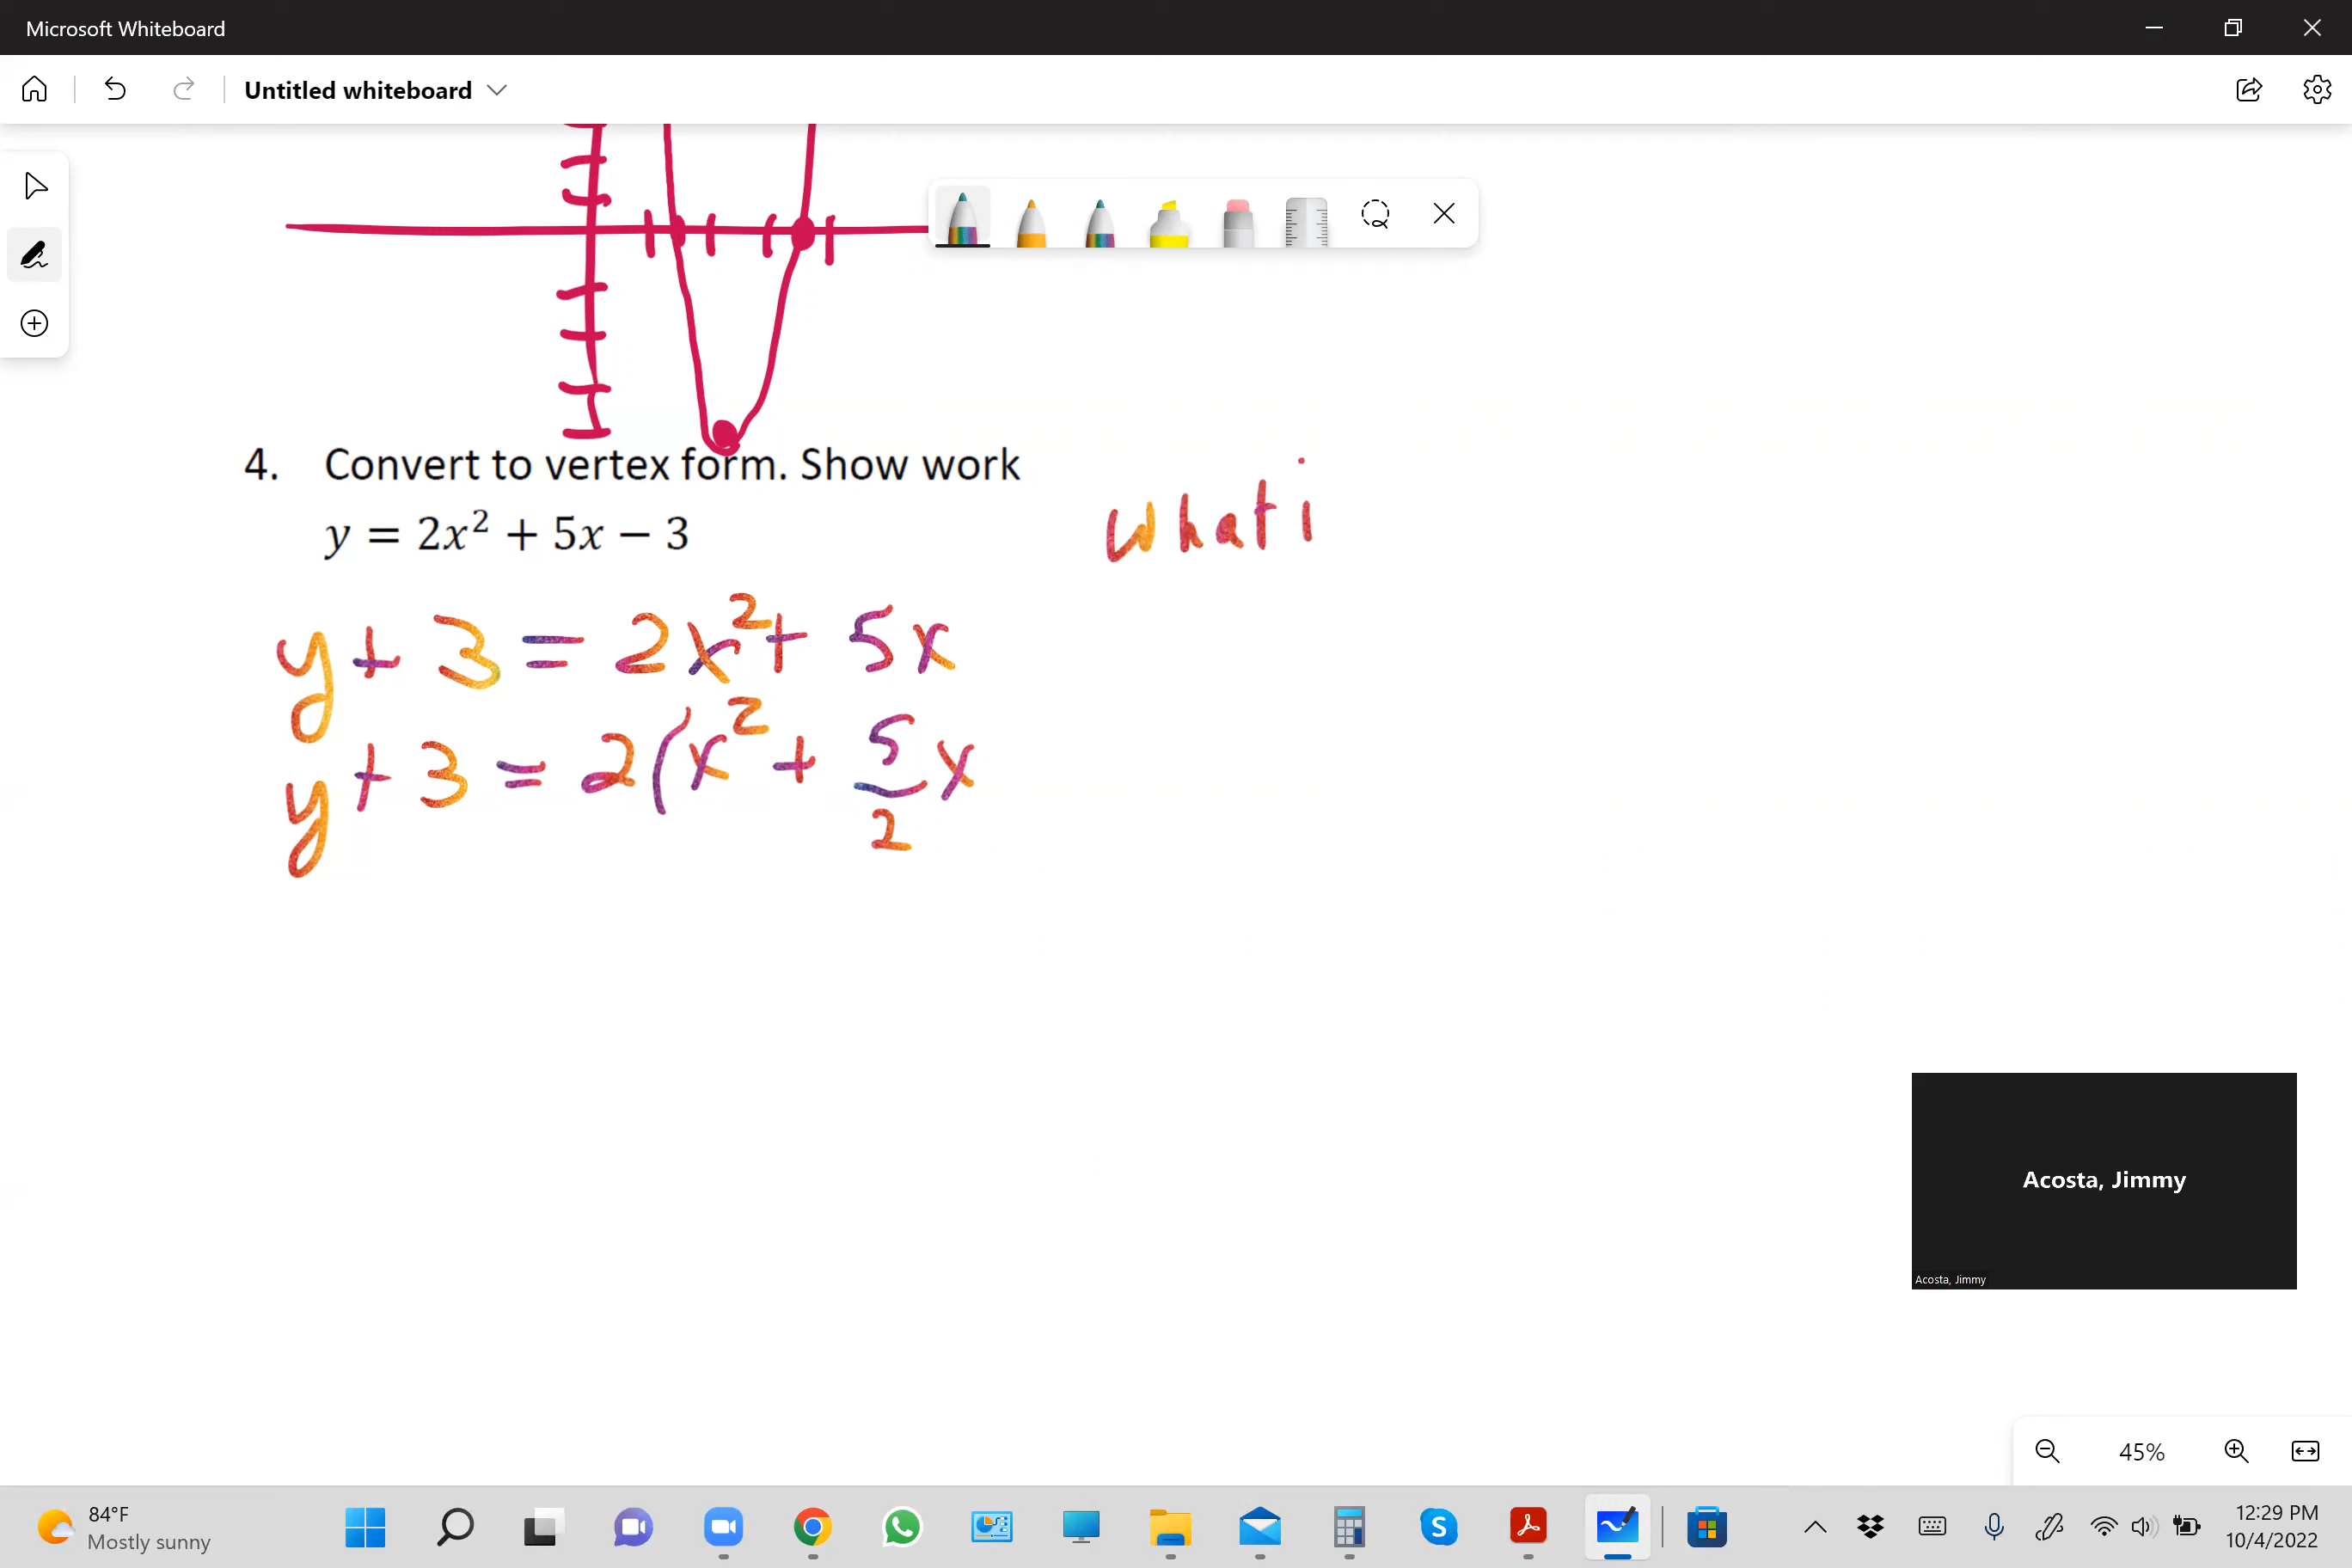 Microsoft Whiteboard
Untitled whiteboard
4. Convert to vertex form. Show work
y = 2x² + 5x − 3
what i
y + 3 = 2x² + 5x
y + 3 = 2(x² + 5/2 x
Acosta, Jimmy
Acosta, Jimmy
45%
84°F
Mostly sunny
12:29 PM
10/4/2022